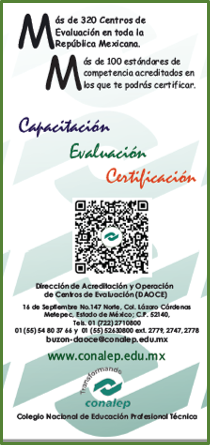 Más de 320 Centros de
Evaluación en toda la
República Mexicana.
Más de 100 estándares de
competencia acreditados en
los que te podrás certificar.
Capacitación
Evaluación
Certificación
Dirección de Acreditación y Operación
de Centros de Evaluación (DAOCE)
16 de Septiembre No.147 Norte, Col. Lázaro Cárdenas
Metepec, Estado de México; C.P. 52140,
Tels. 01 (722) 2710800
01 (55) 54 80 37 66 y 01 (55) 52630800 ext. 2779, 2747, 2778
buzon-daoce@conalep.edu.mx
www.conalep.edu.mx
Transformando
conalep
Colegio Nacional de Educación Profesional Técnica